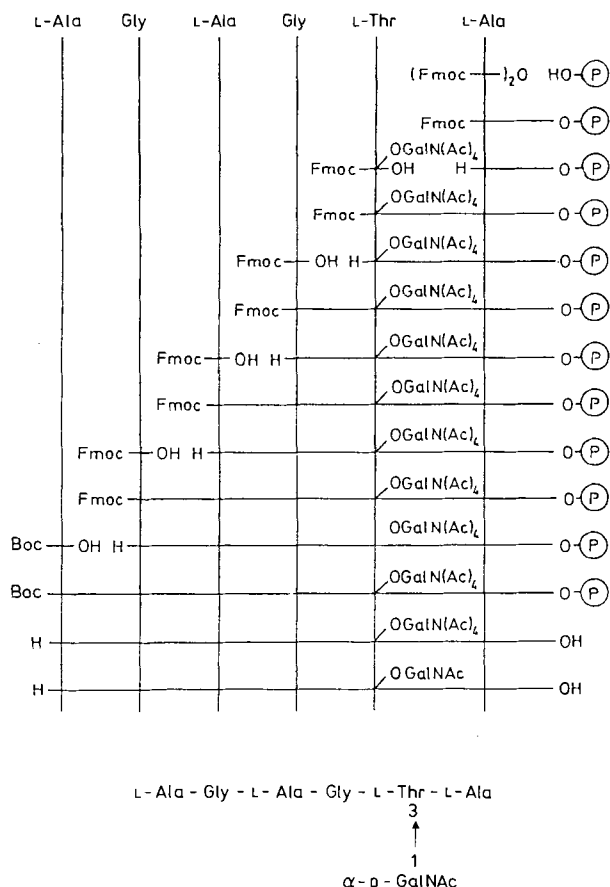 L-Ala Gly L-Ala Gly L-Thr L-Ala
(Fmoc )₂O HO P
Fmoc O P
OGalN(Ac)₄
Fmoc OH H O P
OGalN(Ac)₄
Fmoc O P
OGalN(Ac)₄
Fmoc OH H O P
OGalN(Ac)₄
Fmoc O P
OGalN(Ac)₄
Fmoc OH H O P
OGalN(Ac)₄
Fmoc O P
OGalN(Ac)₄
Fmoc OH H O P
OGalN(Ac)₄
Fmoc O P
OGalN(Ac)₄
Boc OH H O P
OGalN(Ac)₄
Boc O P
OGalN(Ac)₄
H OH
OGalNAc
H OH
L-Ala-Gly-L-Ala-Gly-L-Thr-L-Ala
3
1
α-D-GalNAc